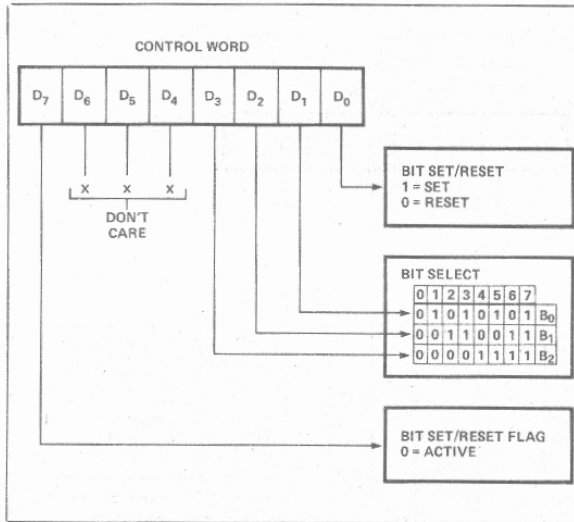 CONTROL WORD
D7 D6 D5 D4 D3 D2 D1 D0
X X X
DON'T
CARE
BIT SET/RESET
1 = SET
0 = RESET
BIT SELECT
0 1 2 3 4 5 6 7
0 1 0 1 0 1 0 1 B0
0 0 1 1 0 0 1 1 B1
0 0 0 0 1 1 1 1 B2
BIT SET/RESET FLAG
0 = ACTIVE